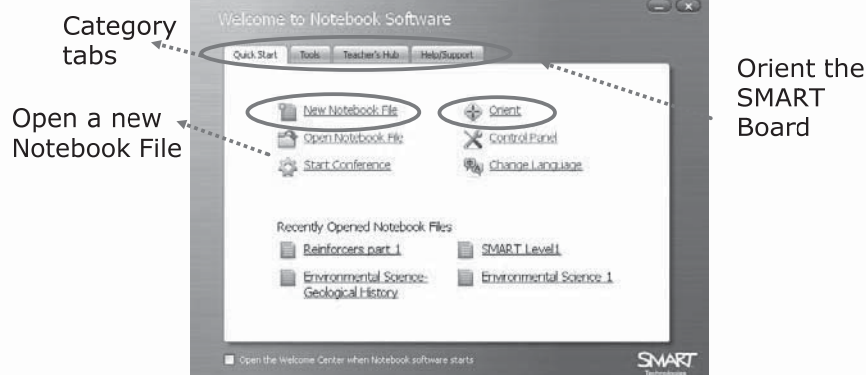 Welcome to Notebook Software
Category
tabs
Quick Start Tools Teacher's Hub Help/Support
Orient the
SMART
Board
Open a new
Notebook File
New Notebook File Orient
Open Notebook File Control Panel
Start Conference Change Language
Recently Opened Notebook Files
Reinforcers part 1 SMART Level1
Environmental Science- Environmental Science 1
Geological History
Open the Welcome Center when Notebook software starts
SMART
Technologies